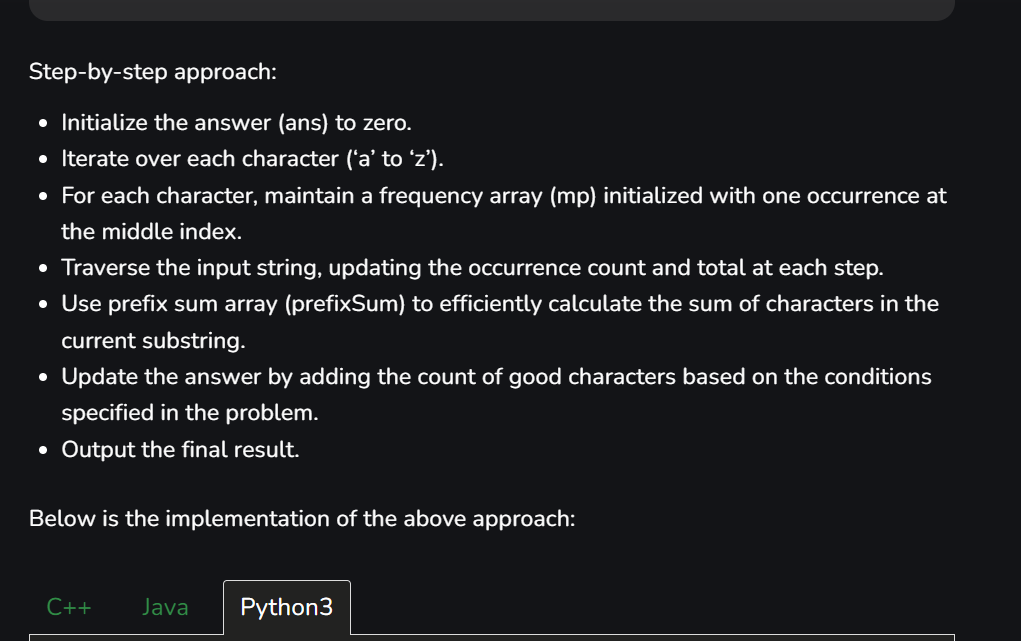 Step-by-step approach:
• Initialize the answer (ans) to zero.
• Iterate over each character (‘a’ to ‘z’).
• For each character, maintain a frequency array (mp) initialized with one occurrence at
the middle index.
• Traverse the input string, updating the occurrence count and total at each step.
• Use prefix sum array (prefixSum) to efficiently calculate the sum of characters in the
current substring.
• Update the answer by adding the count of good characters based on the conditions
specified in the problem.
• Output the final result.
Below is the implementation of the above approach:
C++ Java Python3